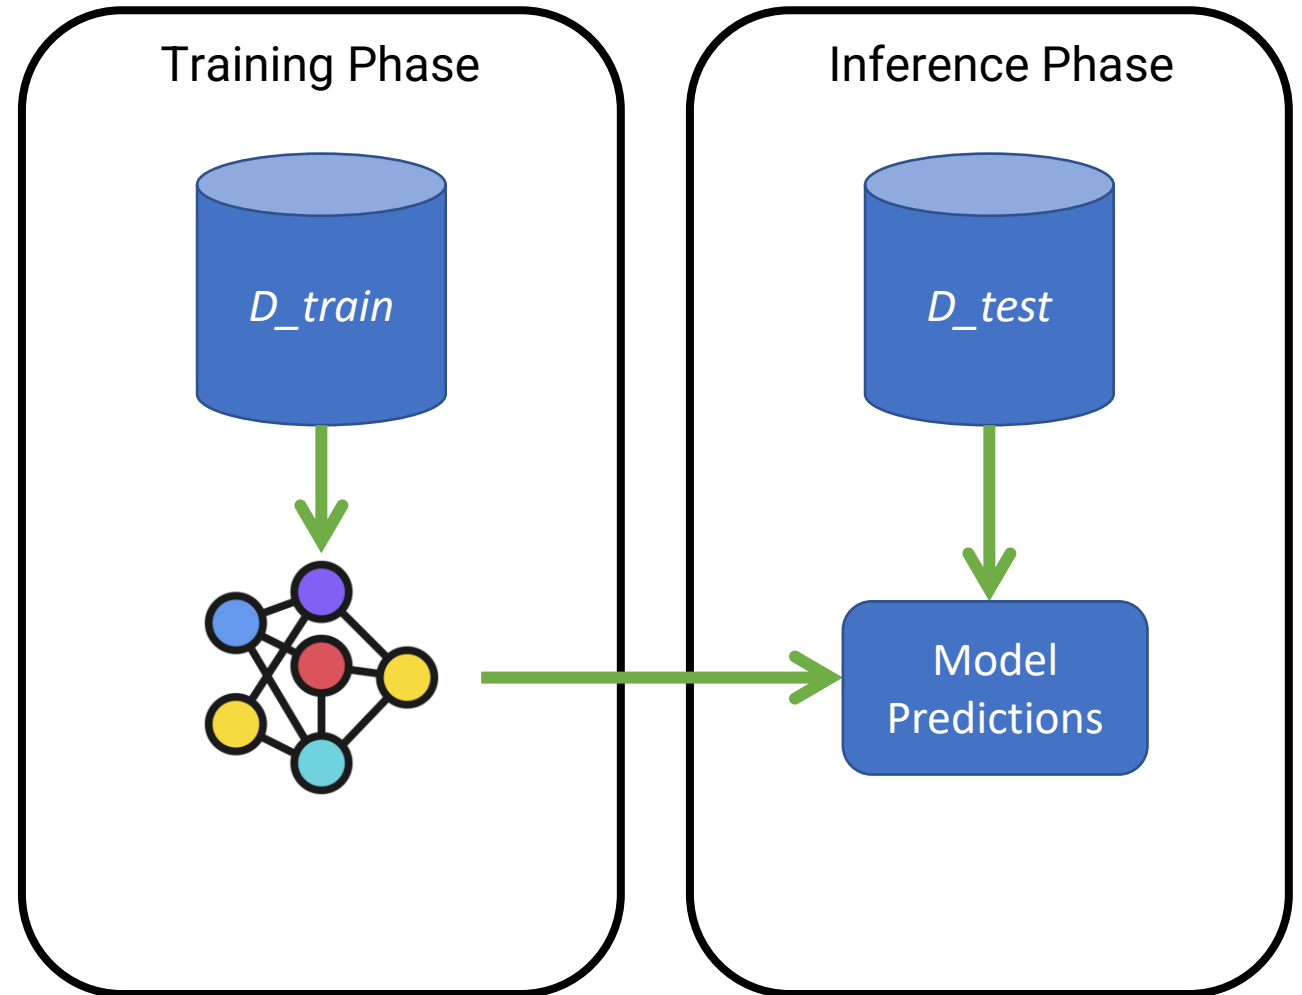 Training Phase
Inference Phase
D_train
D_test
Model
Predictions